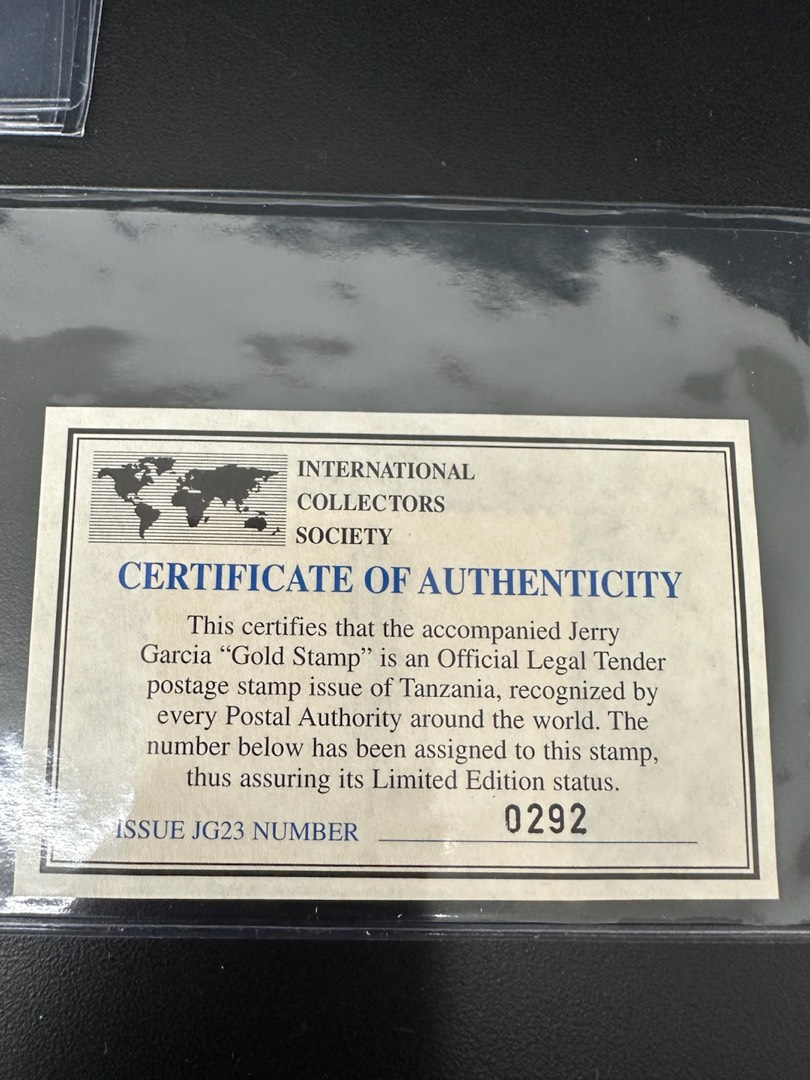 INTERNATIONAL
COLLECTORS
SOCIETY
CERTIFICATE OF AUTHENTICITY
This certifies that the accompanied Jerry
Garcia “Gold Stamp” is an Official Legal Tender
postage stamp issue of Tanzania, recognized by
every Postal Authority around the world. The
number below has been assigned to this stamp,
thus assuring its Limited Edition status.
ISSUE JG23 NUMBER 0292